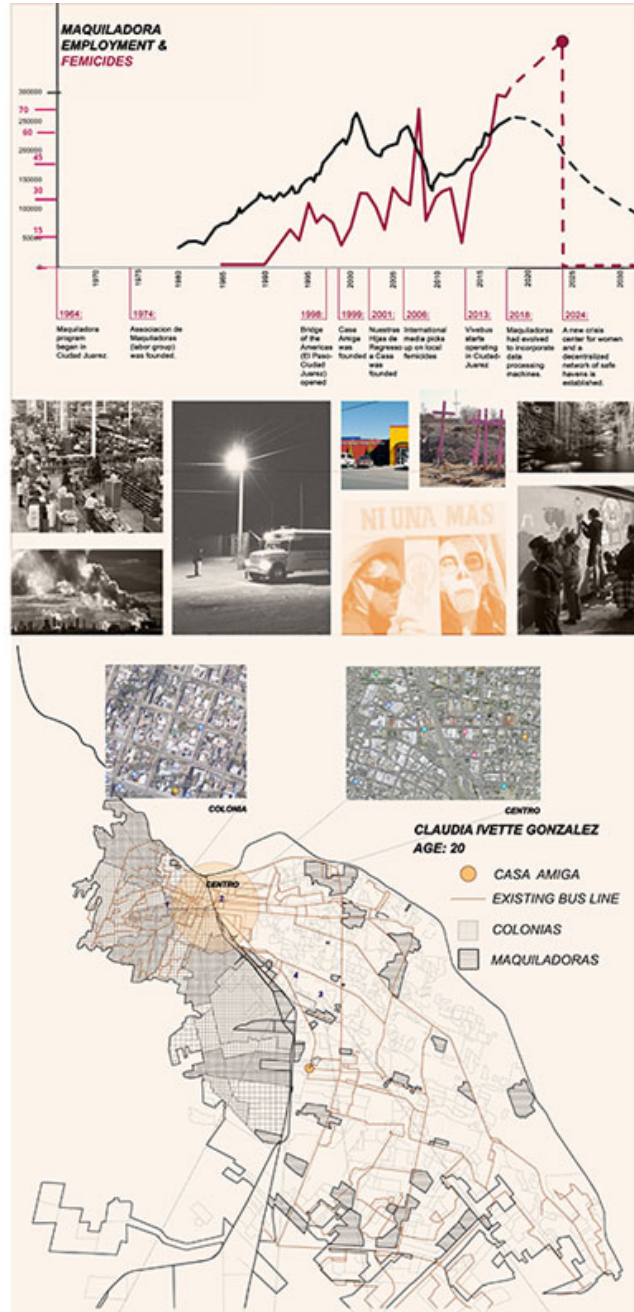 MAQUILADORA
EMPLOYMENT &
FEMICIDES
300000
70
250000
60
200000
45
150000
30
100000
15
50000
1970
1975
1980
1985
1990
1995
2000
2005
2010
2015
2020
2025
2030
1964:
Maquiladora
program
began in
Ciudad Juarez.
1974:
Associacion de
Maquiladoras
(labor group)
was founded.
1998:
Bridge of
the
Americas
(El Paso-
Ciudad
Juarez)
opened
1999:
Casa
Amiga
was
founded
2001:
Nuestras
Hijas de
Regresso
a Casa
was
founded
2006:
International
media picks
up on local
femicides
2013:
Vivebus
starts
operating
in Ciudad-
Juarez
2018:
Maquiladoras
had evolved
to incorporate
data
processing
machines.
2024:
A new crisis
center for women
and a
decentralized
network of safe
havens is
established.
NI UNA MAS
COLONIA
CENTRO
CLAUDIA IVETTE GONZALEZ
AGE: 20
CASA AMIGA
EXISTING BUS LINE
COLONIAS
MAQUILADORAS
CENTRO
1
2
4
3